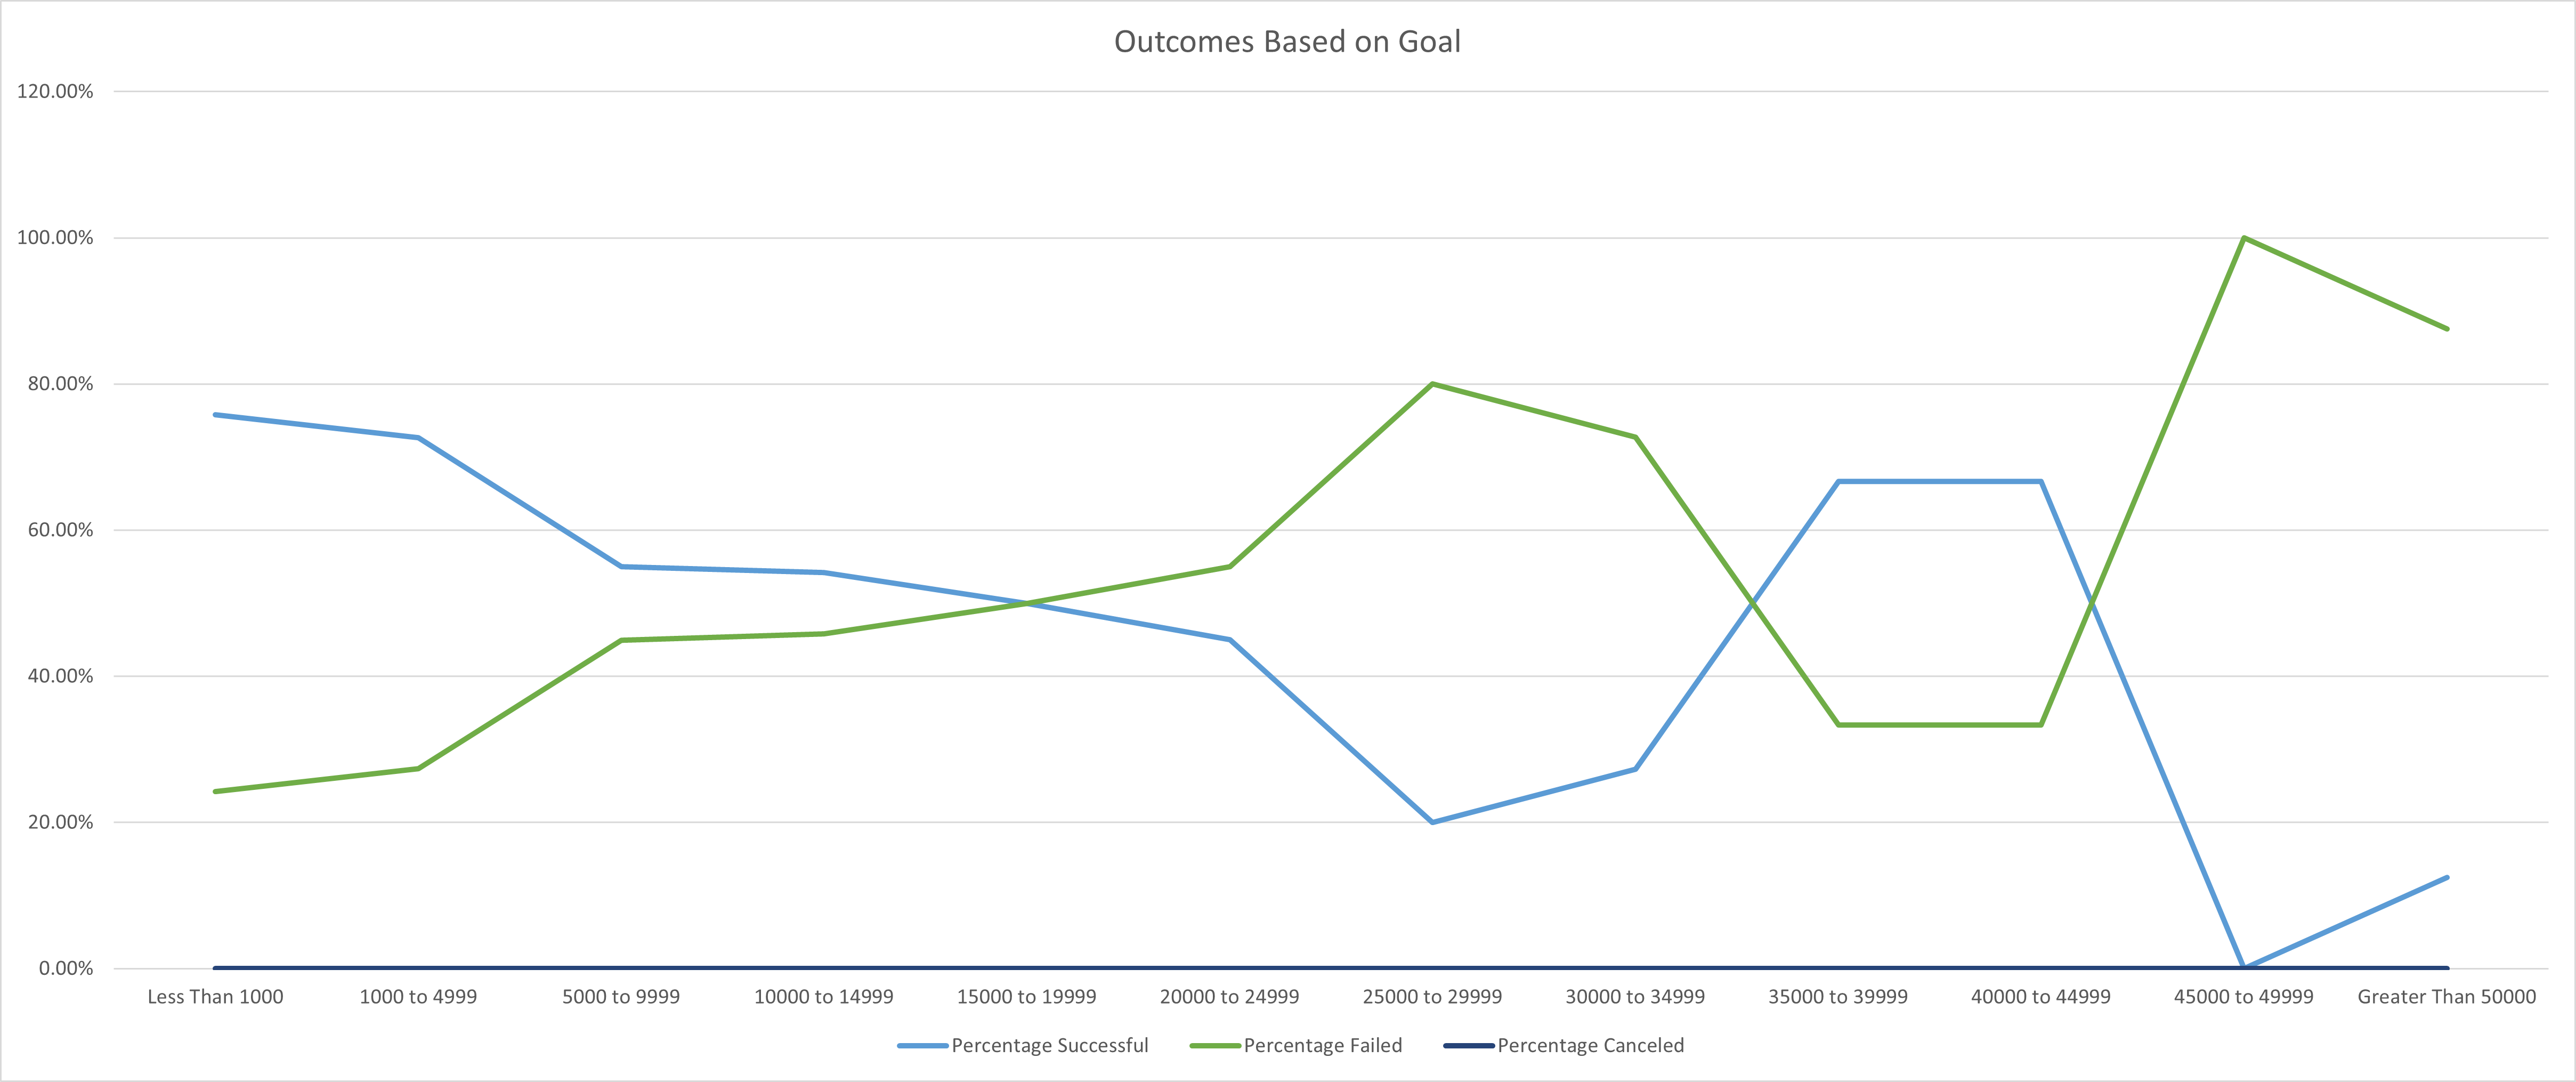 Outcomes Based on Goal
120.00%
100.00%
80.00%
60.00%
40.00%
20.00%
0.00%
Less Than 1000 1000 to 4999 5000 to 9999 10000 to 14999 15000 to 19999 20000 to 24999 25000 to 29999 30000 to 34999 35000 to 39999 40000 to 44999 45000 to 49999 Greater Than 50000
Percentage Successful Percentage Failed Percentage Canceled